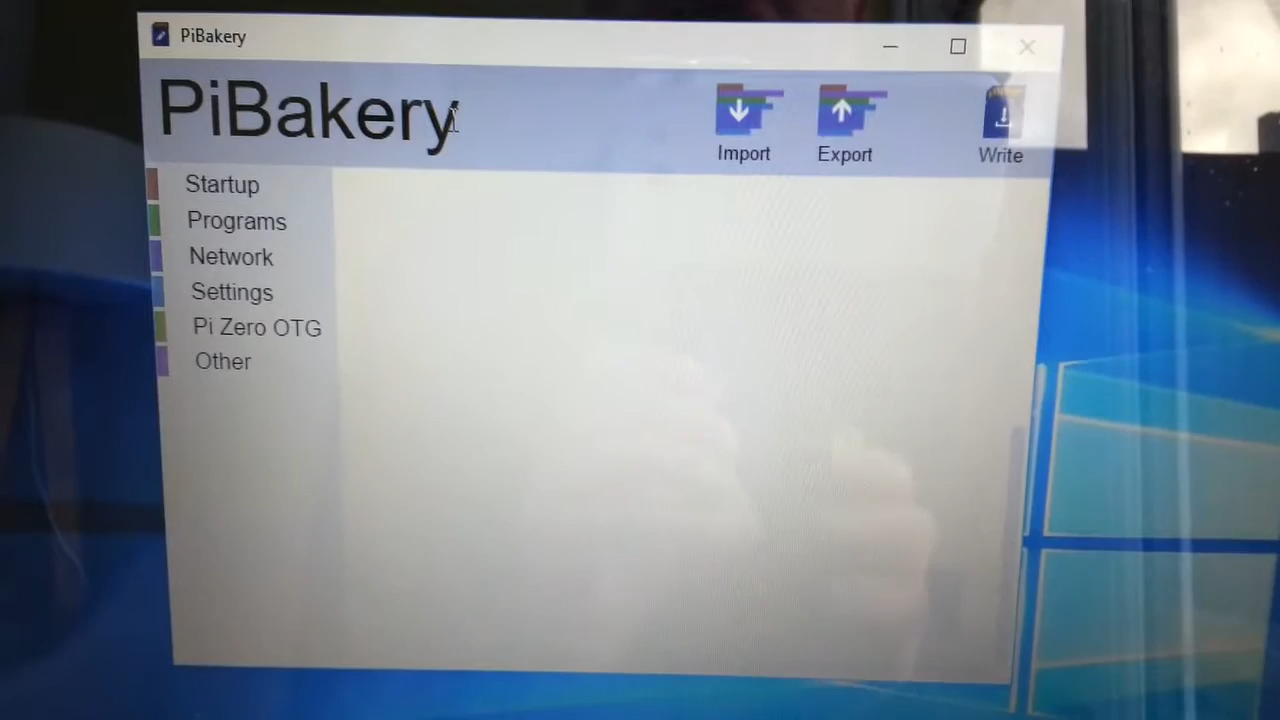 PiBakery
PiBakery
Import Export Write
Startup
Programs
Network
Settings
Pi Zero OTG
Other